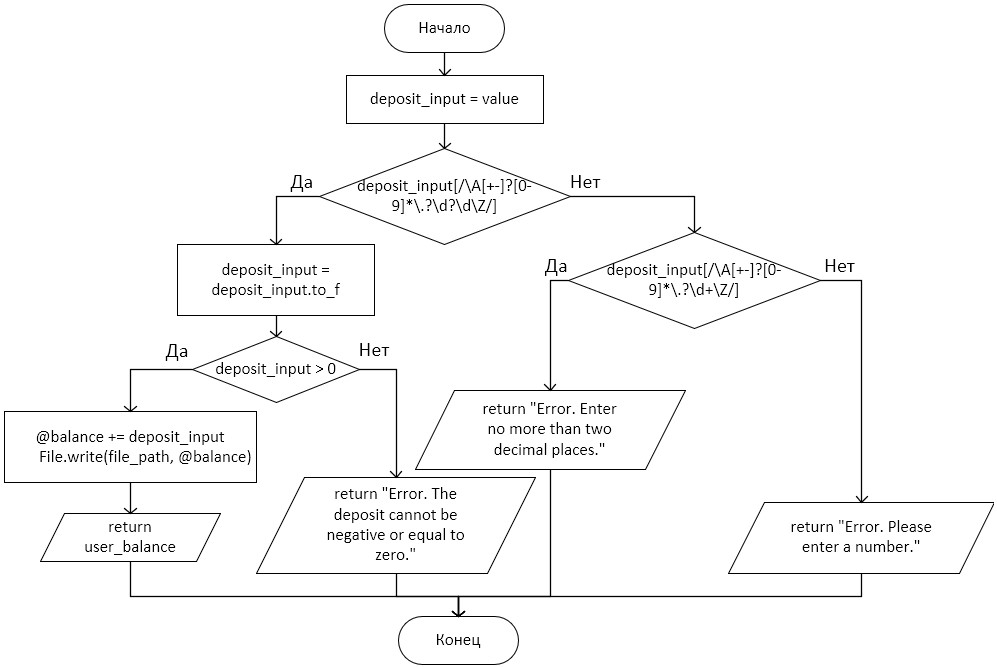 Начало
deposit_input = value
deposit_input[/\A[+-]?[0-
9]*\.?\d?\d\Z/]
Да
Нет
deposit_input =
deposit_input.to_f
deposit_input[/\A[+-]?[0-
9]*\.?\d+\Z/]
Да
Нет
deposit_input > 0
Да
Нет
@balance += deposit_input
File.write(file_path, @balance)
return "Error. Enter
no more than two
decimal places."
return
user_balance
return "Error. The
deposit cannot be
negative or equal to
zero."
return "Error. Please
enter a number."
Конец